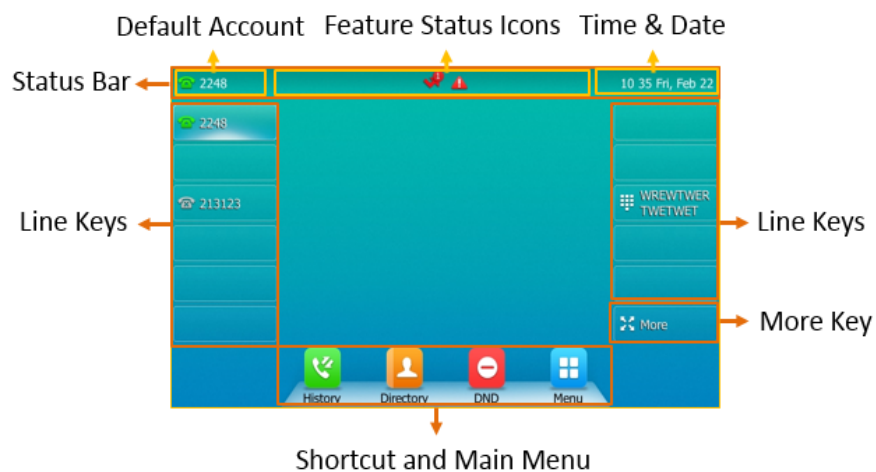 Default Account Feature Status Icons Time & Date
Status Bar
2248
1
10 35 Fri, Feb 22
2248
213123
Line Keys
WREWTWER
TWETWET
Line Keys
More
More Key
History Directory DND Menu
Shortcut and Main Menu